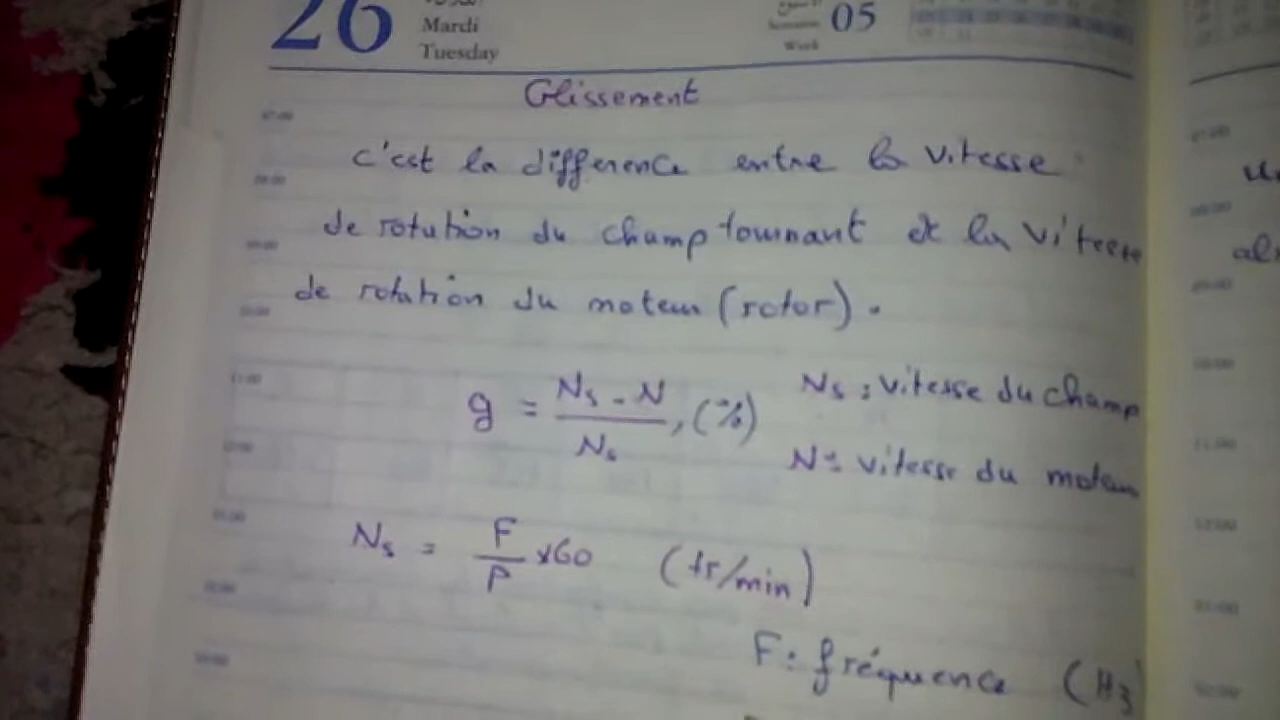 26
Mardi
Tuesday
Week
05
Glissement
c'est la difference entre la vitesse
de rotation du champ tournant et la vitesse
de rotation du moteur (rotor).
g = Ns - N / Ns, (%)
Ns : vitesse du champ
N : vitesse du moteur
Ns = F / P x60 (tr/min)
F : fréquence (Hz